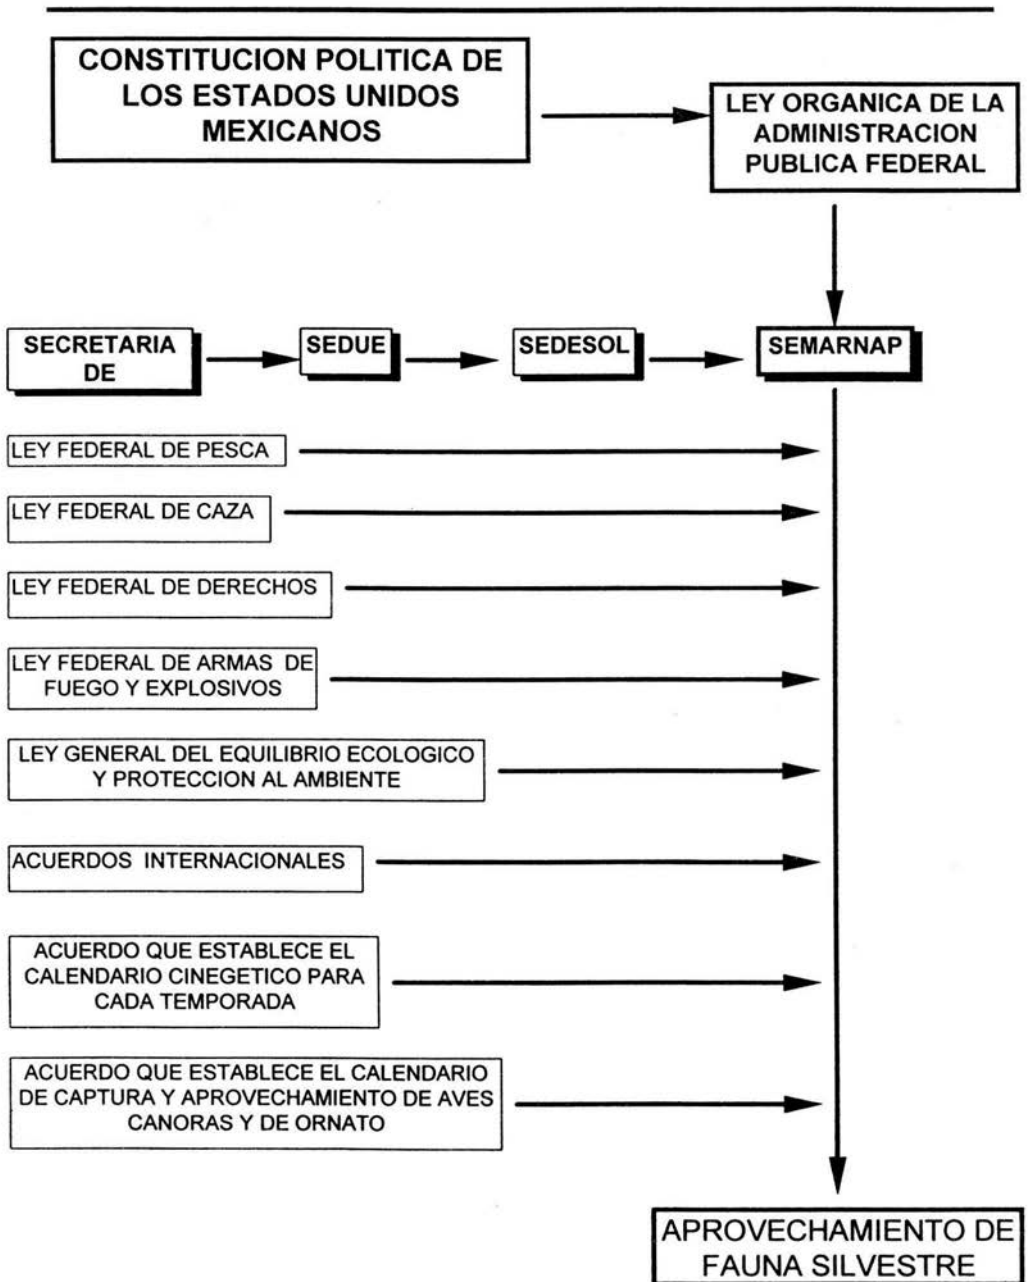 CONSTITUCION POLITICA DE
LOS ESTADOS UNIDOS
MEXICANOS
LEY ORGANICA DE LA
ADMINISTRACION
PUBLICA FEDERAL
SECRETARIA
DE
SEDUE
SEDESOL
SEMARNAP
LEY FEDERAL DE PESCA
LEY FEDERAL DE CAZA
LEY FEDERAL DE DERECHOS
LEY FEDERAL DE ARMAS DE
FUEGO Y EXPLOSIVOS
LEY GENERAL DEL EQUILIBRIO ECOLOGICO
Y PROTECCION AL AMBIENTE
ACUERDOS INTERNACIONALES
ACUERDO QUE ESTABLECE EL
CALENDARIO CINEGETICO PARA
CADA TEMPORADA
ACUERDO QUE ESTABLECE EL CALENDARIO
DE CAPTURA Y APROVECHAMIENTO DE AVES
CANORAS Y DE ORNATO
APROVECHAMIENTO DE
FAUNA SILVESTRE